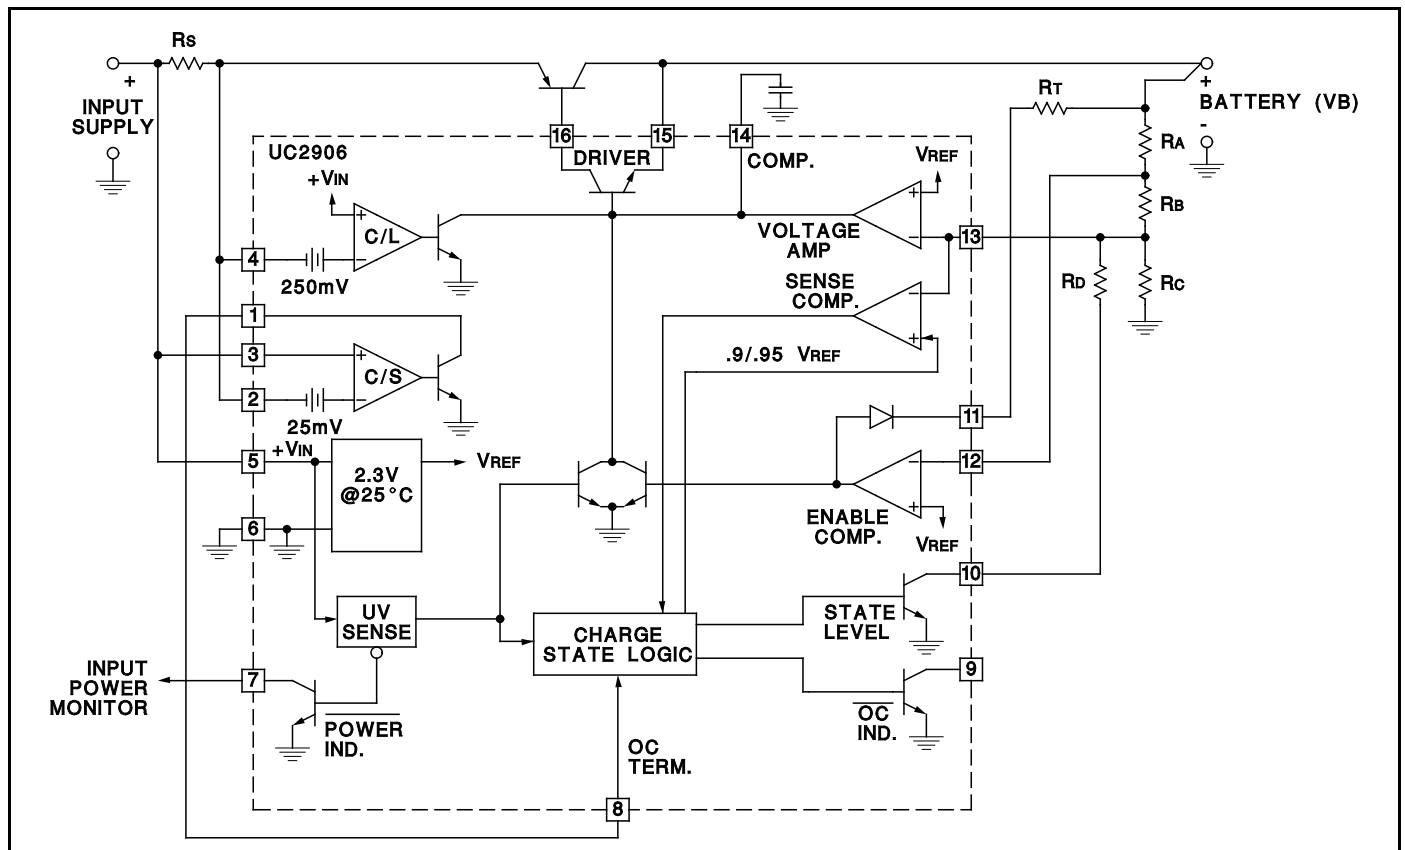 RS
+
INPUT
SUPPLY
RT
+
BATTERY (VB)
-
16
15
14
UC2906
DRIVER
COMP.
VREF
RA
+VIN
+
C/L
-
+
-
VOLTAGE
AMP
13
RB
4
250mV
SENSE
COMP.
-
+
RD
RC
1
3
+
C/S
-
.9/.95 VREF
2
25mV
11
5
+VIN
2.3V
@25°C
VREF
-
12
+
ENABLE
COMP.
VREF
6
10
UV
SENSE
CHARGE
STATE LOGIC
STATE
LEVEL
INPUT
POWER
MONITOR
7
9
POWER
IND.
OC
IND.
OC
TERM.
8